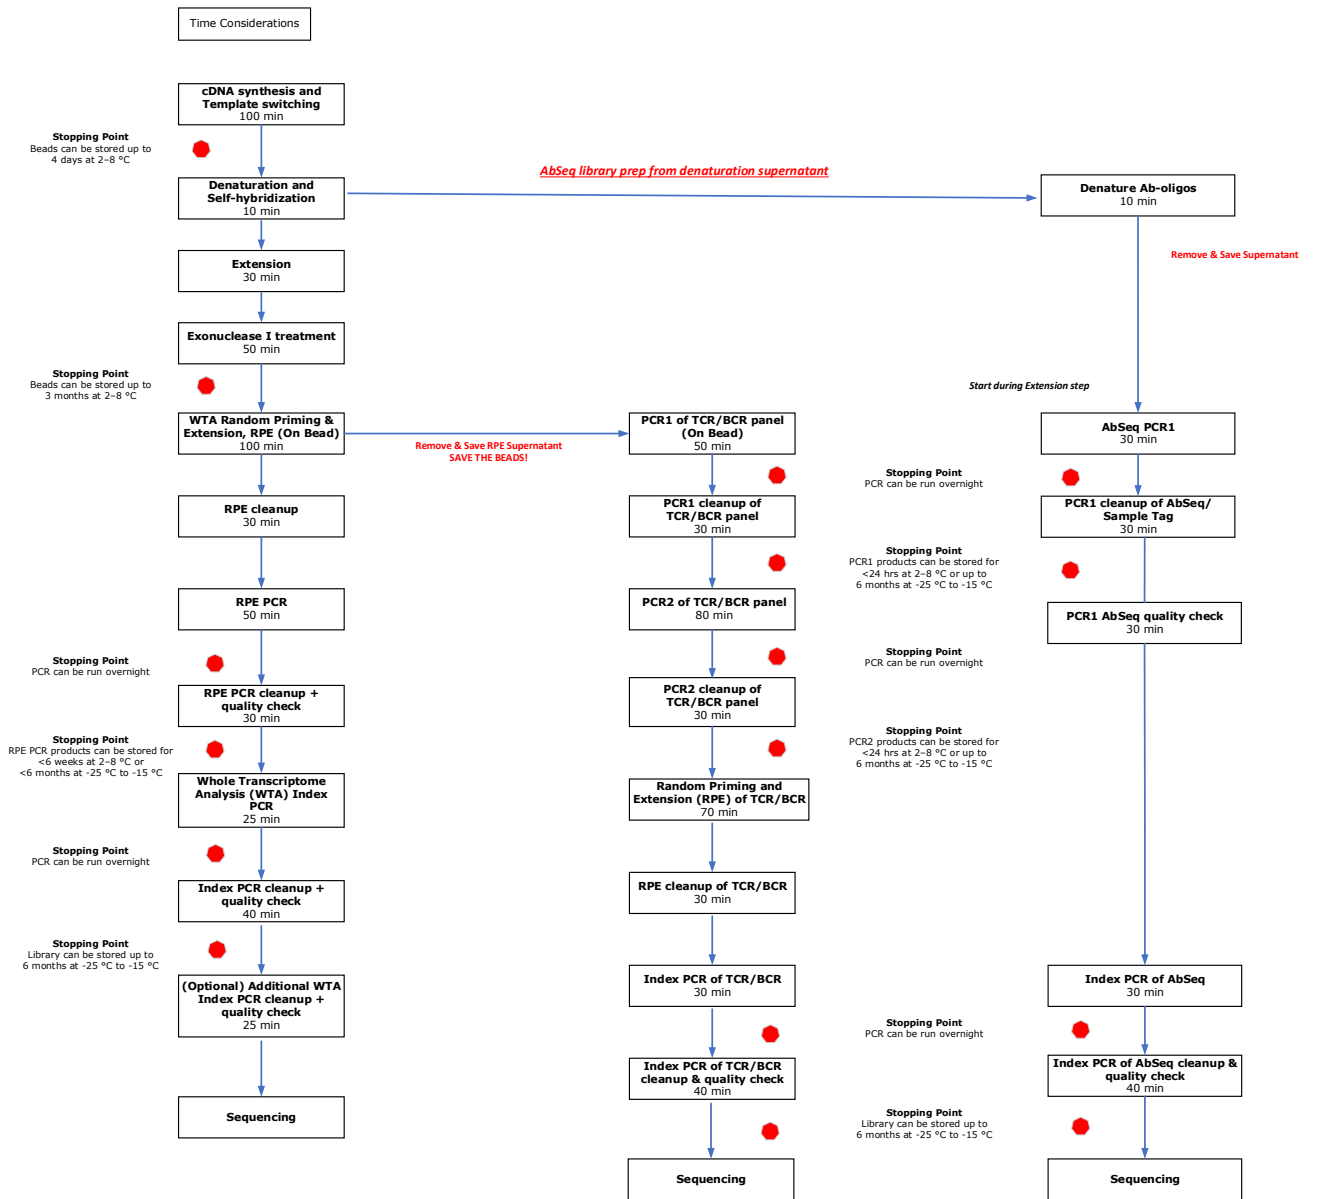 Time Considerations
cDNA synthesis and
Template switching
100 min
Stopping Point
Beads can be stored up to
4 days at 2–8 °C
AbSeq library prep from denaturation supernatant
Denaturation and
Self-hybridization
10 min
Denature Ab-oligos
10 min
Remove & Save Supernatant
Extension
30 min
Exonuclease I treatment
50 min
Stopping Point
Beads can be stored up to
3 months at 2–8 °C
Start during Extension step
WTA Random Priming &
Extension, RPE (On Bead)
100 min
Remove & Save RPE Supernatant
SAVE THE BEADS!
PCR1 of TCR/BCR panel
(On Bead)
50 min
AbSeq PCR1
30 min
Stopping Point
PCR can be run overnight
RPE cleanup
30 min
PCR1 cleanup of
TCR/BCR panel
30 min
PCR1 cleanup of AbSeq/
Sample Tag
30 min
Stopping Point
PCR1 products can be stored for
<24 hrs at 2–8 °C or up to
6 months at -25 °C to -15 °C
RPE PCR
50 min
PCR2 of TCR/BCR panel
80 min
PCR1 AbSeq quality check
30 min
Stopping Point
PCR can be run overnight
Stopping Point
PCR can be run overnight
RPE PCR cleanup +
quality check
30 min
PCR2 cleanup of
TCR/BCR panel
30 min
Stopping Point
RPE PCR products can be stored for
<6 weeks at 2–8 °C or
<6 months at -25 °C to -15 °C
Stopping Point
PCR2 products can be stored for
<24 hrs at 2–8 °C or up to
6 months at -25 °C to -15 °C
Whole Transcriptome
Analysis (WTA) Index
PCR
25 min
Random Priming and
Extension (RPE) of TCR/BCR
70 min
Stopping Point
PCR can be run overnight
Index PCR cleanup +
quality check
40 min
RPE cleanup of TCR/BCR
30 min
Stopping Point
Library can be stored up to
6 months at -25 °C to -15 °C
(Optional) Additional WTA
Index PCR cleanup +
quality check
25 min
Index PCR of TCR/BCR
30 min
Index PCR of AbSeq
30 min
Stopping Point
PCR can be run overnight
Index PCR of TCR/BCR
cleanup & quality check
40 min
Index PCR of AbSeq cleanup &
quality check
40 min
Sequencing
Stopping Point
Library can be stored up to
6 months at -25 °C to -15 °C
Sequencing
Sequencing